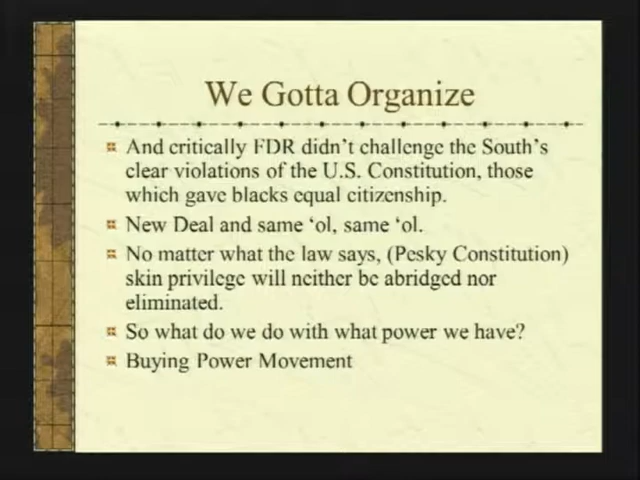 We Gotta Organize
And critically FDR didn't challenge the South's
clear violations of the U.S. Constitution, those
which gave blacks equal citizenship.
New Deal and same 'ol, same 'ol.
No matter what the law says, (Pesky Constitution)
skin privilege will neither be abridged nor
eliminated.
So what do we do with what power we have?
Buying Power Movement